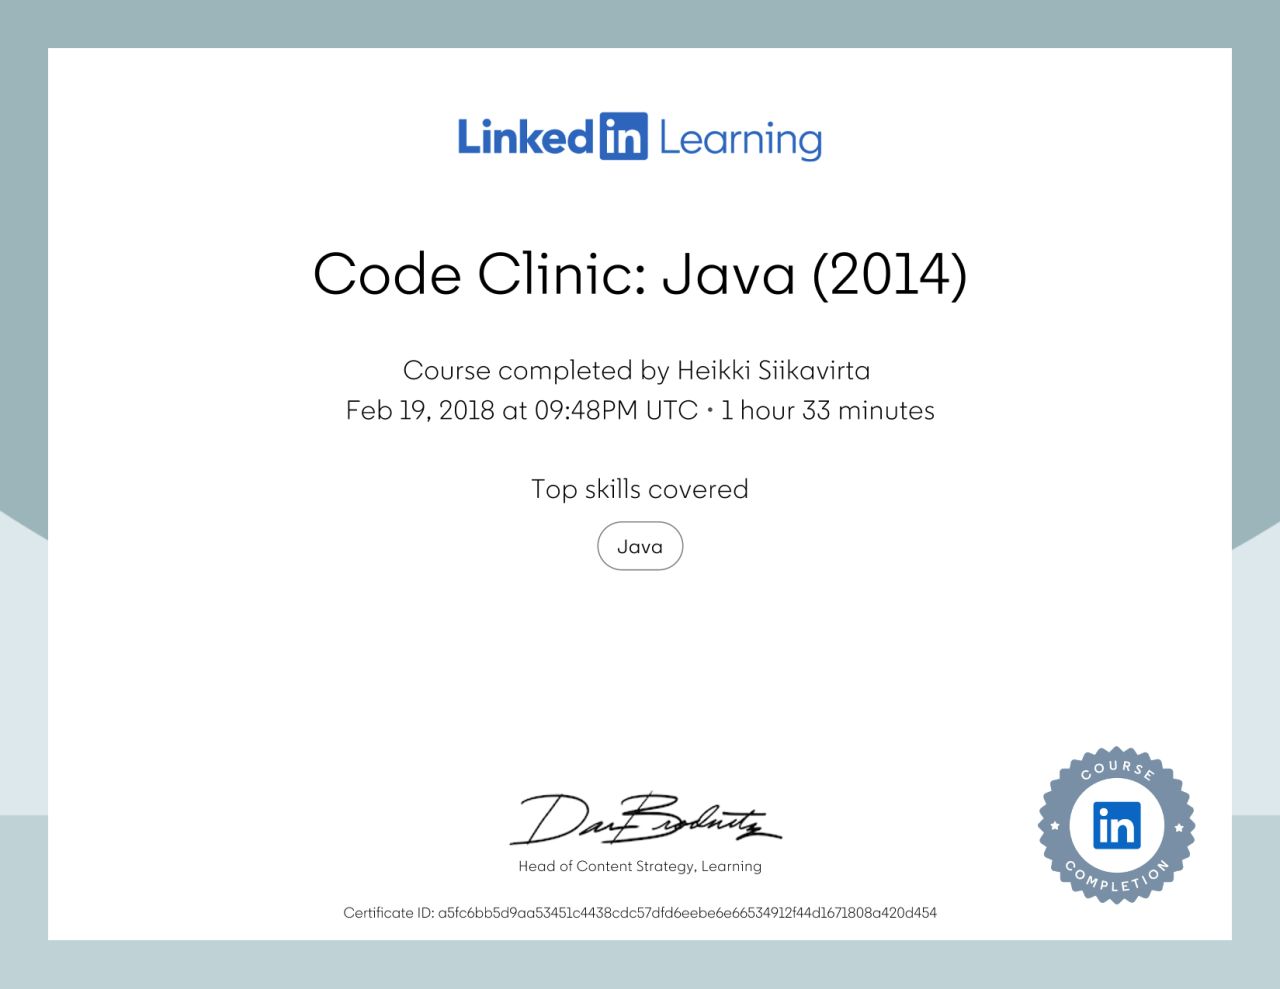 Linkedin Learning
Code Clinic: Java (2014)
Course completed by Heikki Siikavirta
Feb 19, 2018 at 09:48PM UTC • 1 hour 33 minutes
Top skills covered
Java
Dan Brodnitz
Head of Content Strategy, Learning
Certificate ID: a5fc6bb5d9aa53451c4438cdc57dfd6eebe6e66534912f44d1671808a420d454
COURSE
in
COMPLETION